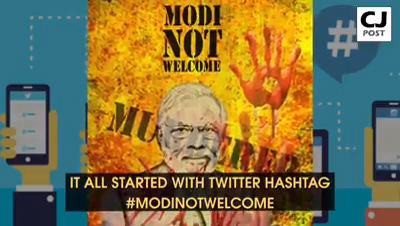 CJ
POST
MODI
NOT
WELCOME
#
IT ALL STARTED WITH TWITTER HASHTAG
#MODINOTWELCOME